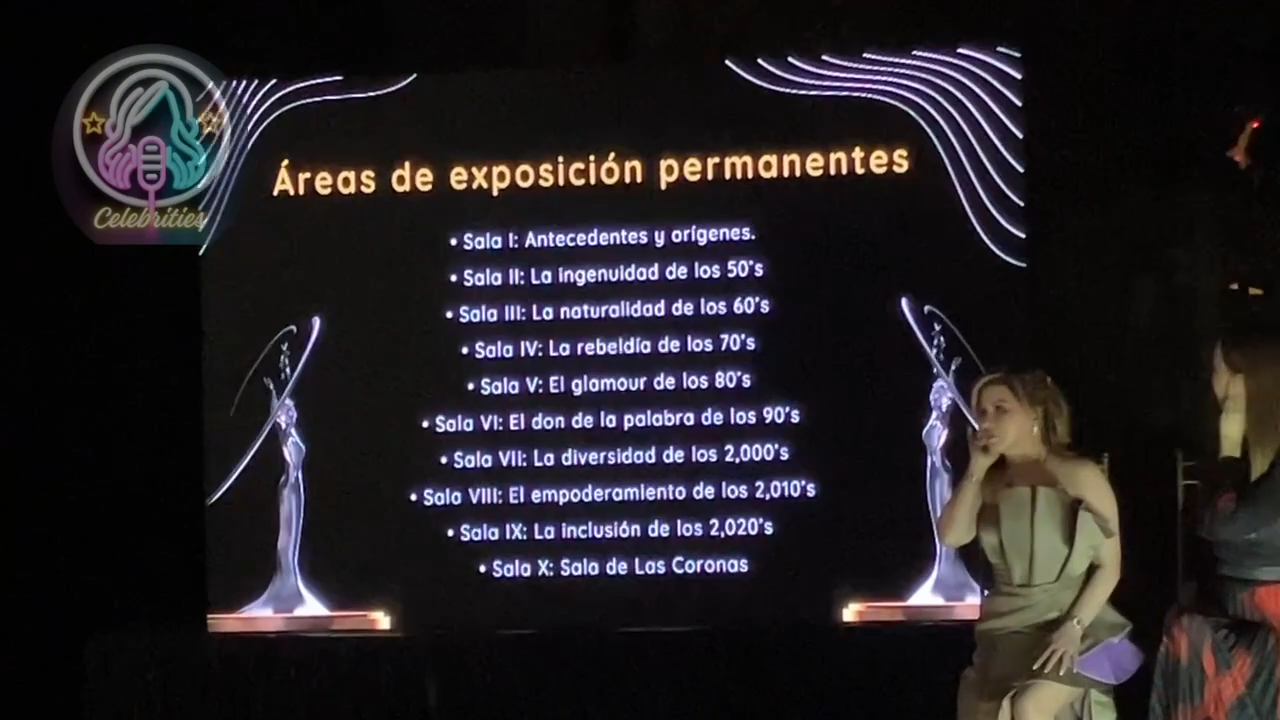 Celebrities
Áreas de exposición permanentes
• Sala I: Antecedentes y orígenes.
• Sala II: La ingenuidad de los 50's
• Sala III: La naturalidad de los 60's
• Sala IV: La rebeldía de los 70's
• Sala V: El glamour de los 80's
• Sala VI: El don de la palabra de los 90's
• Sala VII: La diversidad de los 2,000's
• Sala VIII: El empoderamiento de los 2,010's
• Sala IX: La inclusión de los 2,020's
• Sala X: Sala de Las Coronas